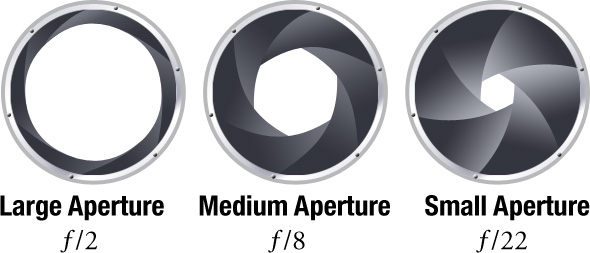 Large Aperture
f/2
Medium Aperture
f/8
Small Aperture
f/22